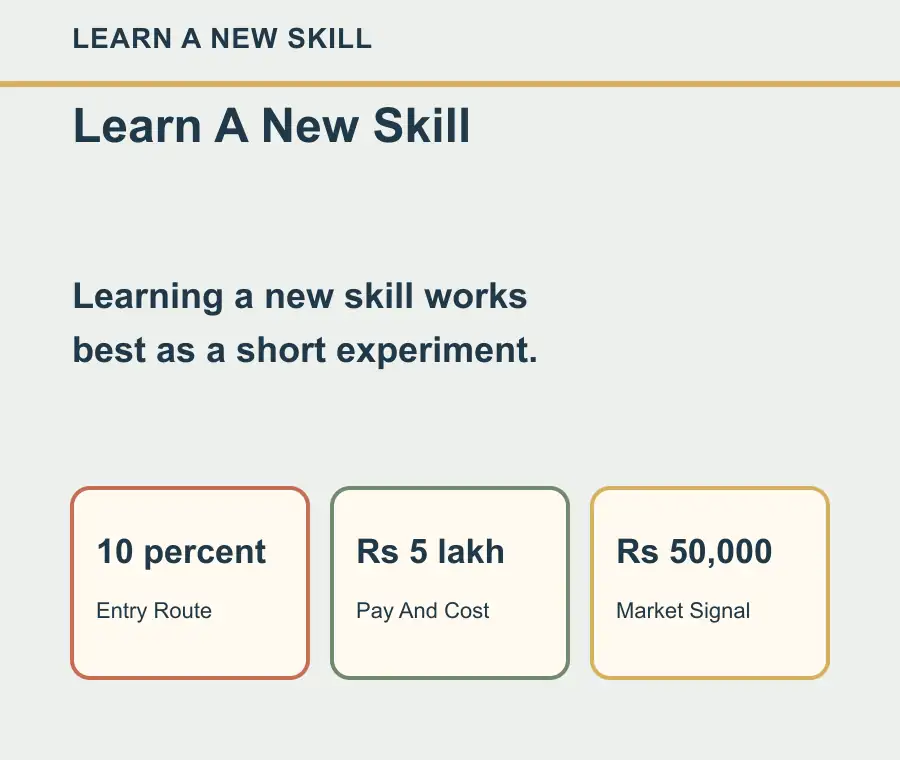 LEARN A NEW SKILL
Learn A New Skill
Learning a new skill works
best as a short experiment.
10 percent
Entry Route
Rs 5 lakh
Pay And Cost
Rs 50,000
Market Signal